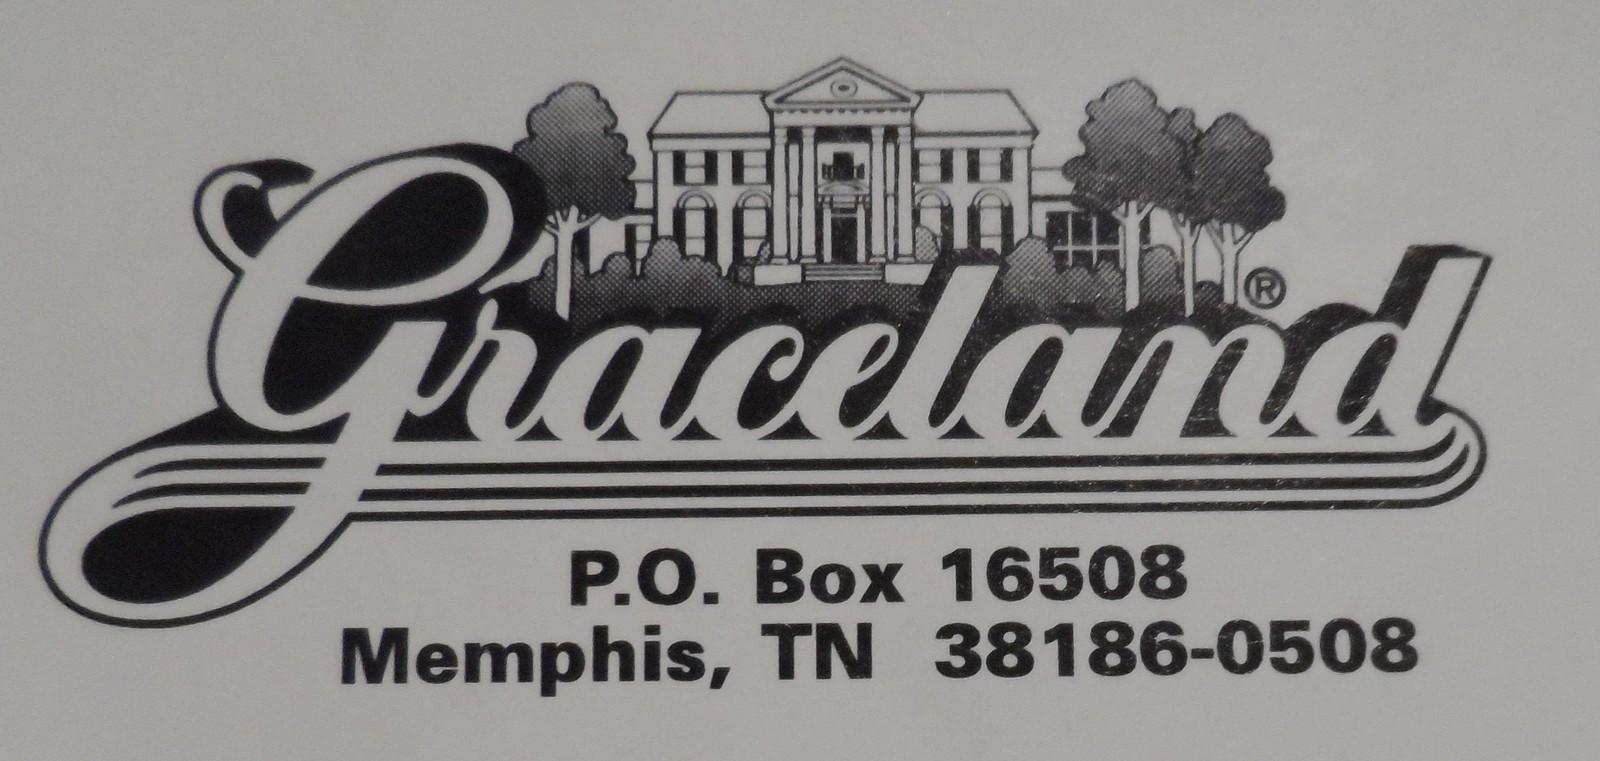 Graceland®
P.O. Box 16508
Memphis, TN 38186-0508